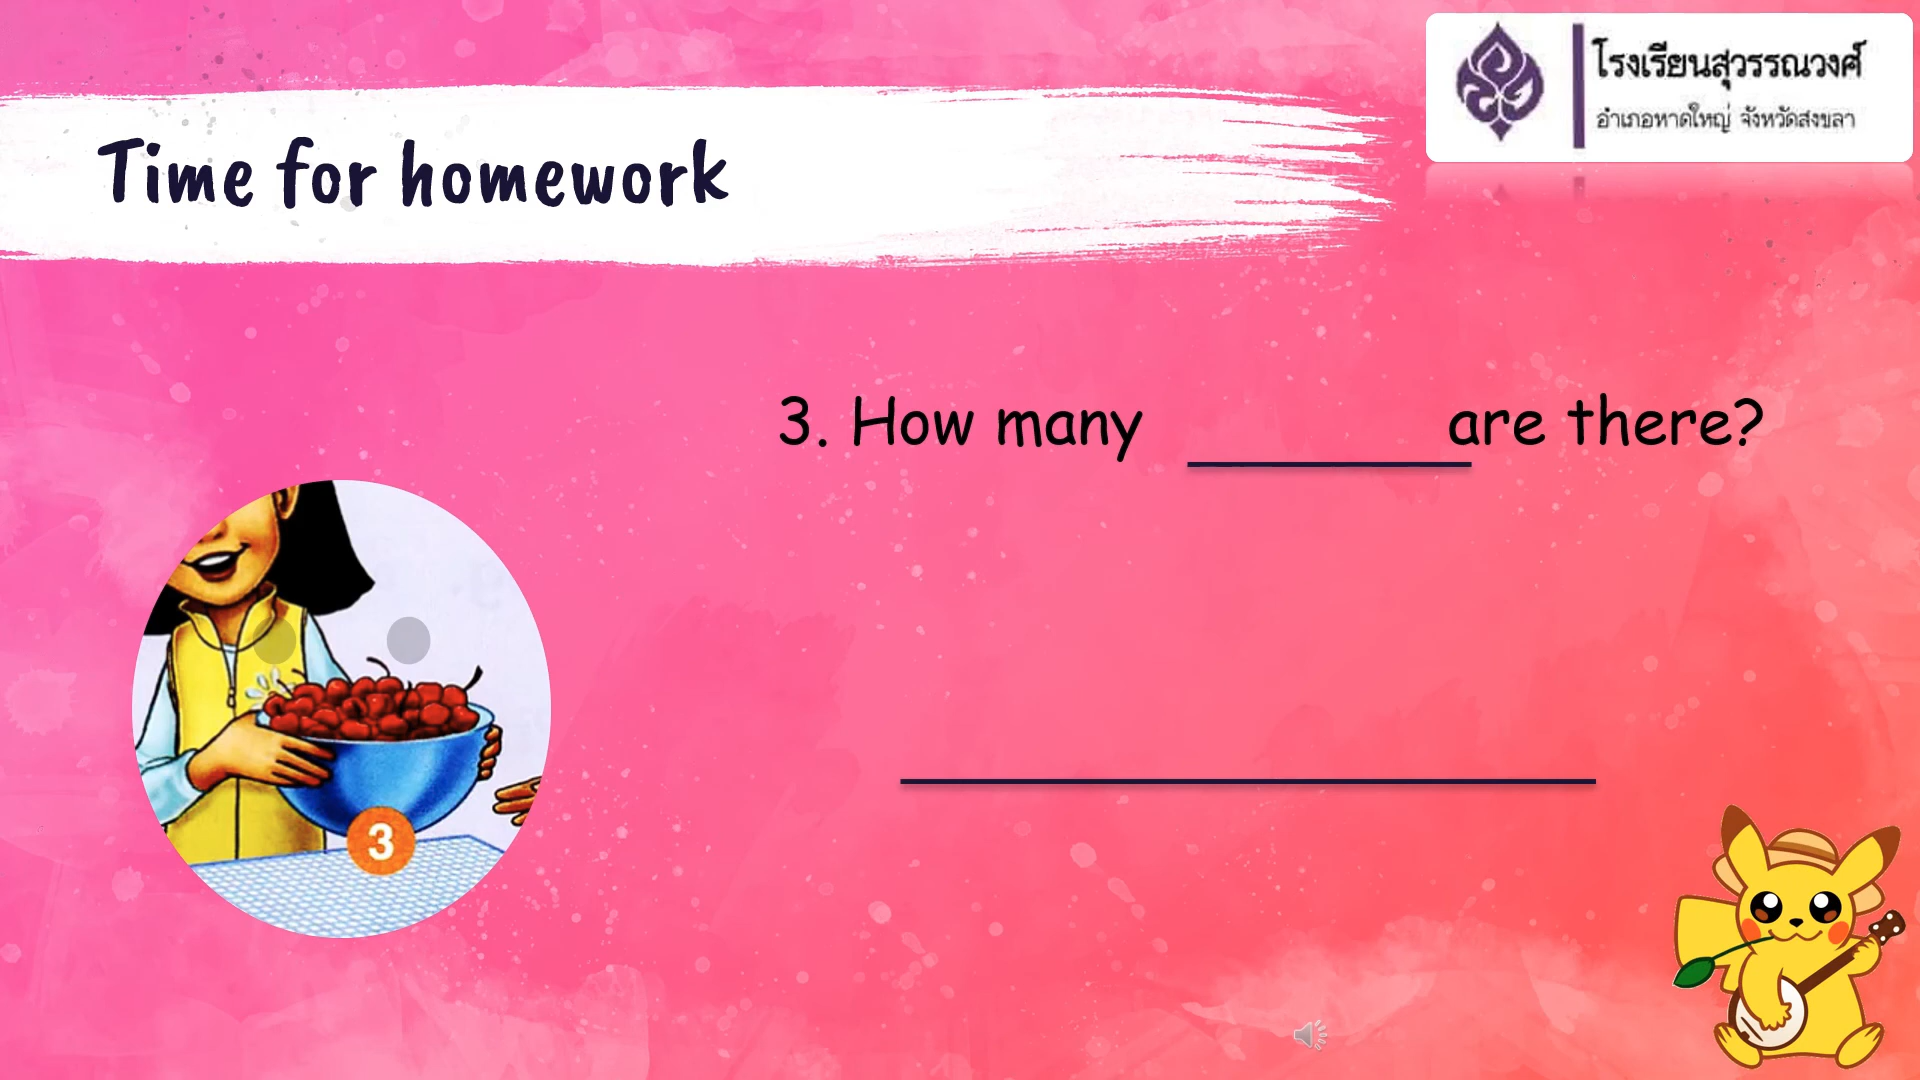 โรงเรียนสุวรรณวงศ์
อำเภอหาดใหญ่ จังหวัดสงขลา
Time for homework
3. How many are there?
3